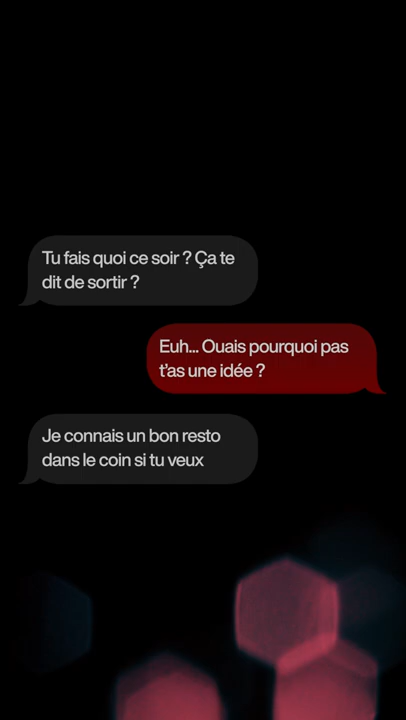 Tu fais quoi ce soir ? Ça te
dit de sortir ?
Euh... Ouais pourquoi pas
t'as une idée ?
Je connais un bon resto
dans le coin si tu veux